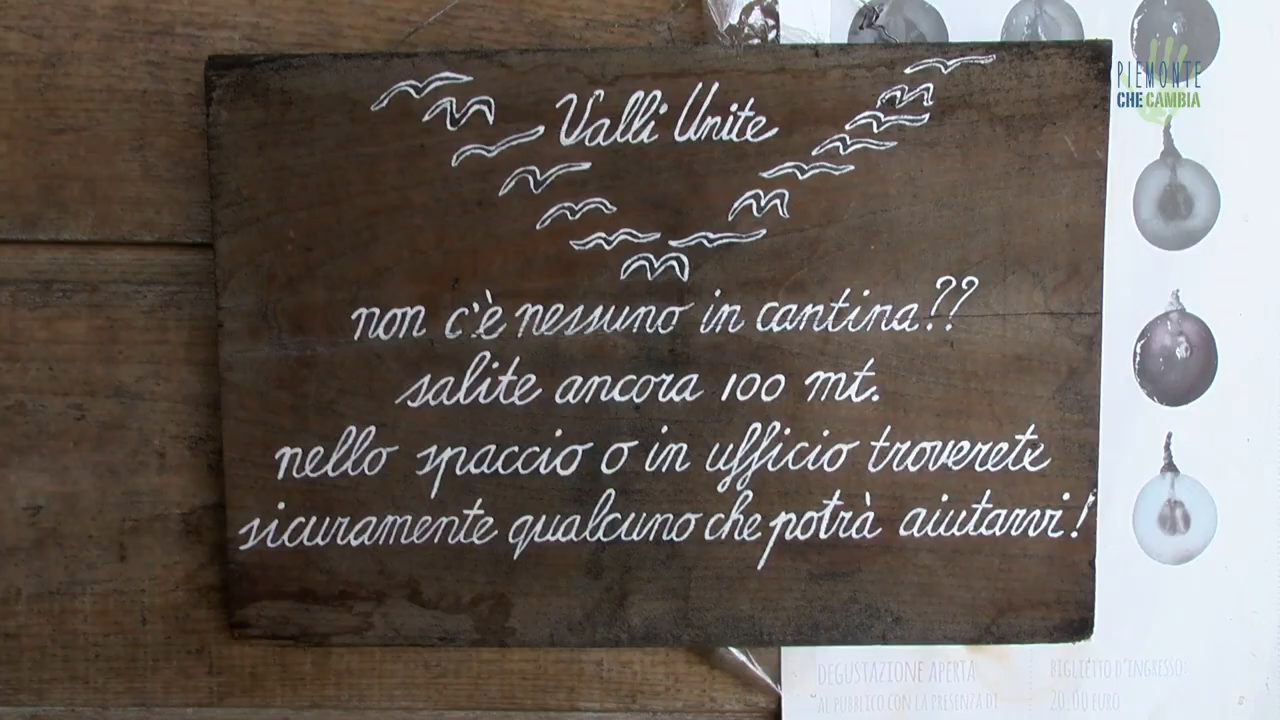 PIEMONTE
CHE CAMBIA
Valli Unite
non c'è nessuno in cantina??
salite ancora 100 mt.
nello spaccio o in ufficio troverete
sicuramente qualcuno che potrà aiutarvi!
DEGUSTAZIONE APERTA
AL PUBBLICO CON LA PRESENZA DI
BIGLIETTO D'INGRESSO:
20,00 EURO